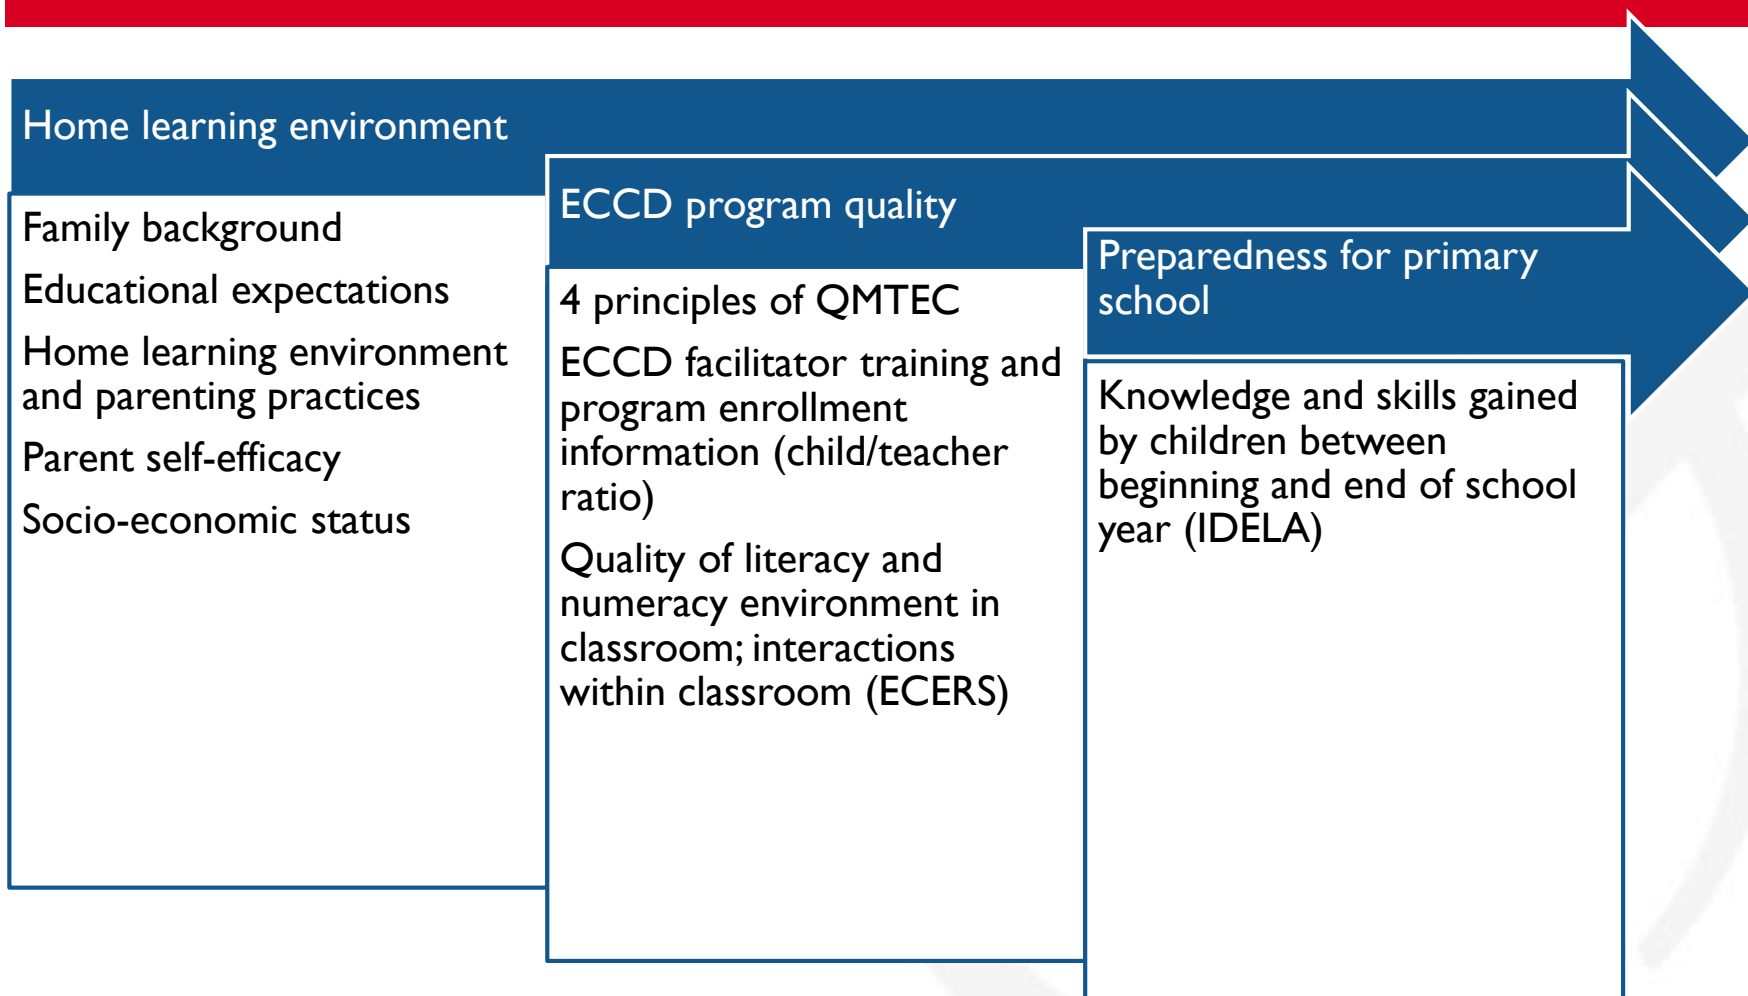 Home learning environment
Family background
Educational expectations
Home learning environment
and parenting practices
Parent self-efficacy
Socio-economic status
ECCD program quality
4 principles of QMTEC
ECCD facilitator training and
program enrollment
information (child/teacher
ratio)
Quality of literacy and
numeracy environment in
classroom; interactions
within classroom (ECERS)
Preparedness for primary
school
Knowledge and skills gained
by children between
beginning and end of school
year (IDELA)